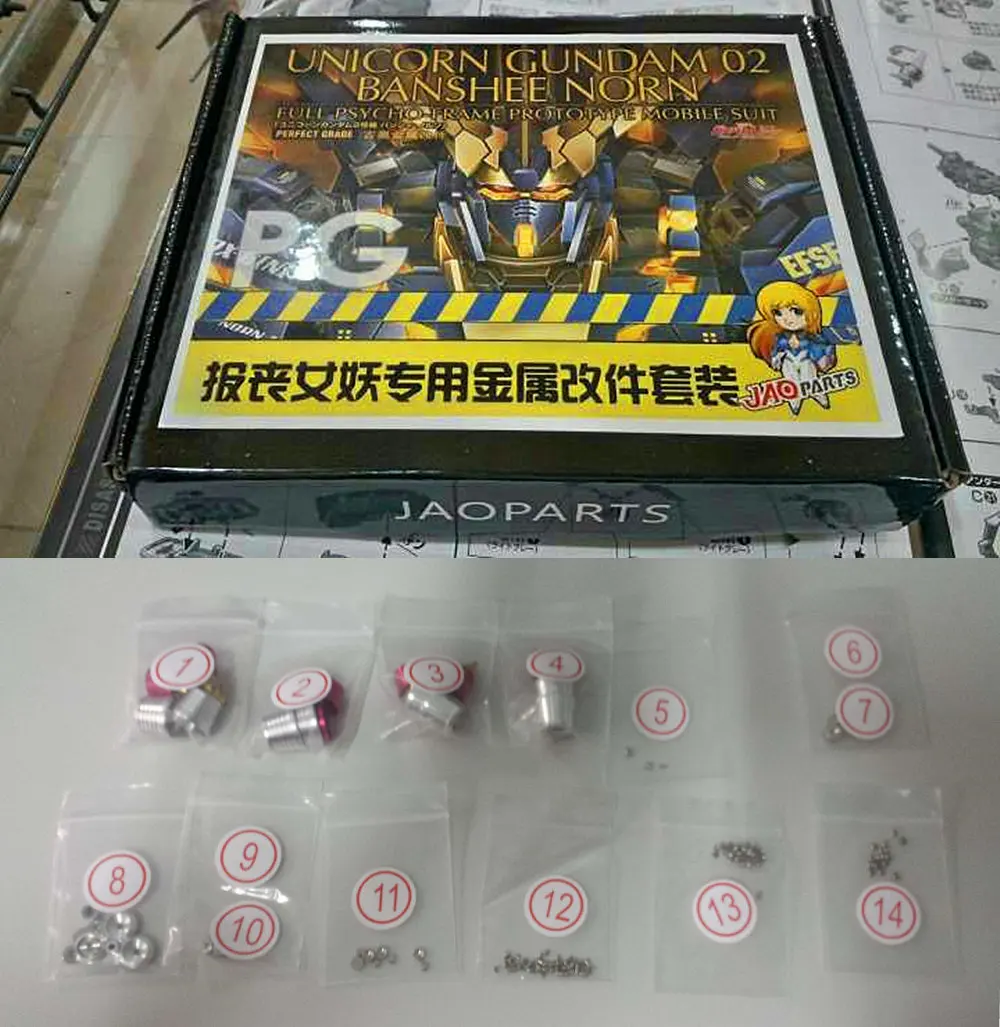 UNICORN GUNDAM 02
BANSHEE NORN
FULL PSYCHO-FRAME PROTOTYPE MOBILE SUIT
PERFECT GRADE
PG
EFSF
NORN
报丧女妖专用金属改件套装
JAO PARTS
JAOPARTS
DISA
1
2
3
4
5
6
7
8
9
10
11
12
13
14